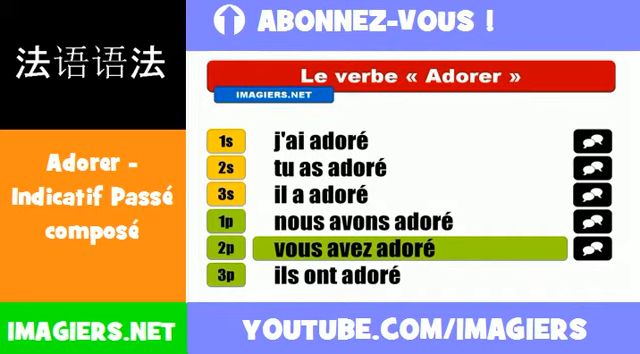 法语语法
Adorer -
Indicatif Passé
composé
IMAGIERS.NET
ABONNEZ-VOUS !
Le verbe « Adorer »
IMAGIERS.NET
1s j'ai adoré
2s tu as adoré
3s il a adoré
1p nous avons adoré
2p vous avez adoré
3p ils ont adoré
YOUTUBE.COM/IMAGIERS